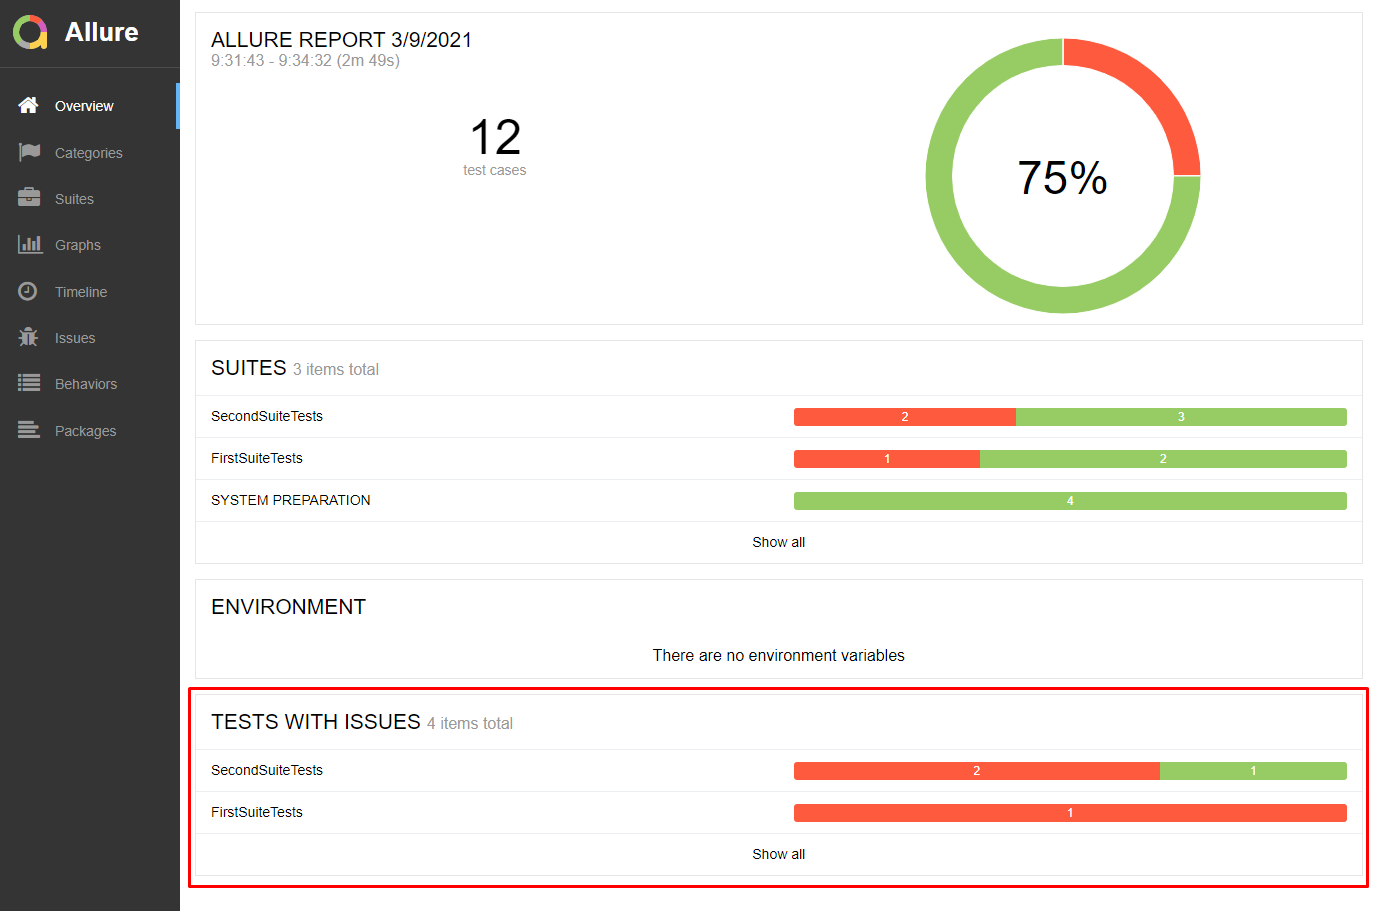 Allure
Overview
Categories
Suites
Graphs
Timeline
Issues
Behaviors
Packages
ALLURE REPORT 3/9/2021
9:31:43 - 9:34:32 (2m 49s)
12
test cases
75%
SUITES 3 items total
SecondSuiteTests 2 3
FirstSuiteTests 1 2
SYSTEM PREPARATION 4
Show all
ENVIRONMENT
There are no environment variables
TESTS WITH ISSUES 4 items total
SecondSuiteTests 2 1
FirstSuiteTests 1
Show all